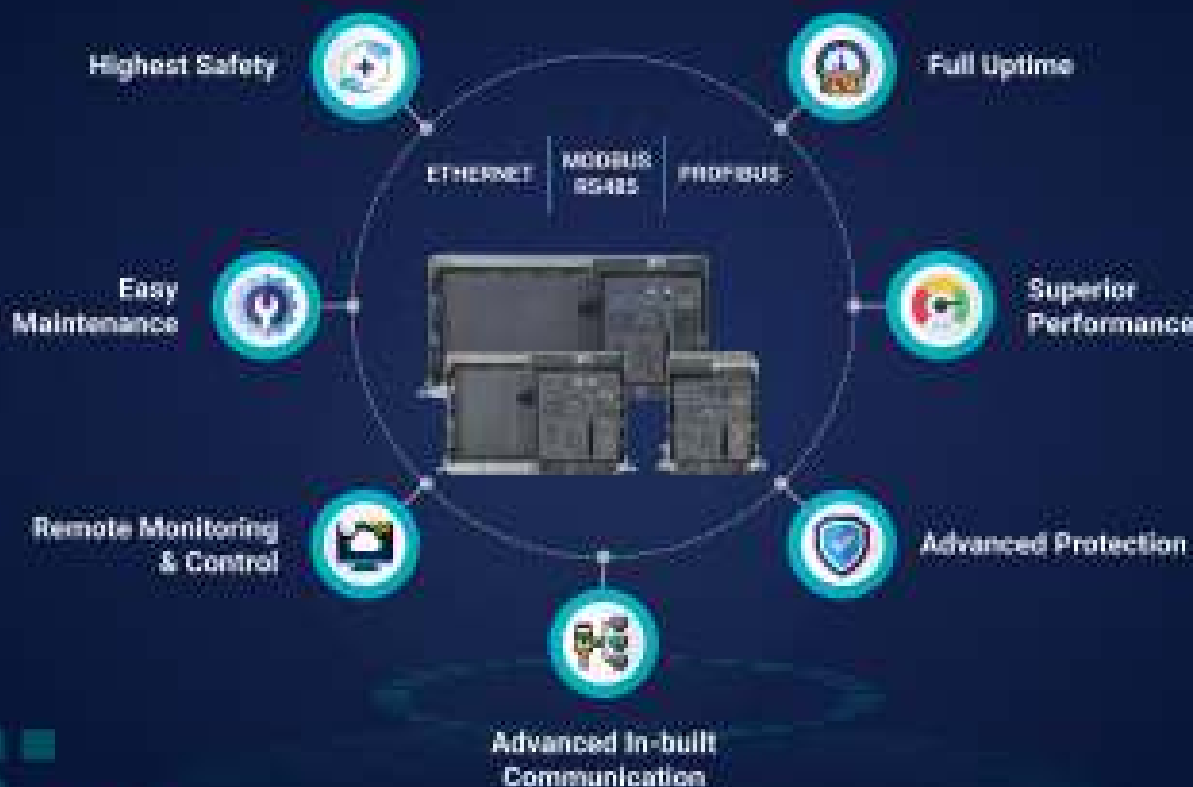 Highest Safety
Full Uptime
ETHERNET
MODBUS
RS485
PROFIBUS
Easy
Maintenance
Superior
Performance
Remote Monitoring
& Control
Advanced Protection
Advanced In-built
Communication